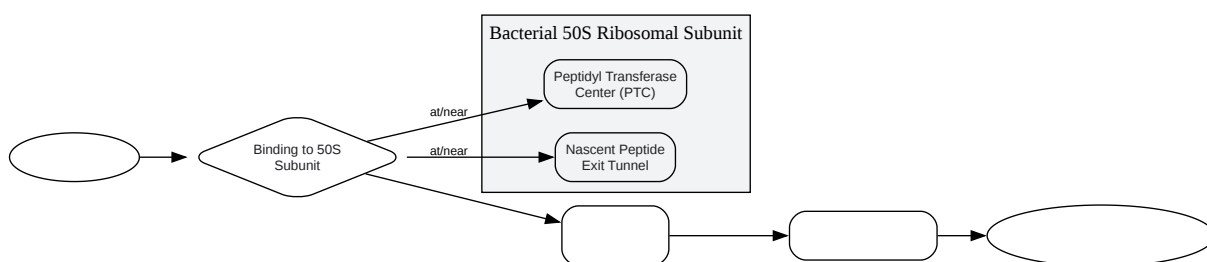 Bacterial 50S Ribosomal Subunit
Peptidyl Transferase
Center (PTC)
at/near
Binding to 50S
Subunit
at/near
Nascent Peptide
Exit Tunnel